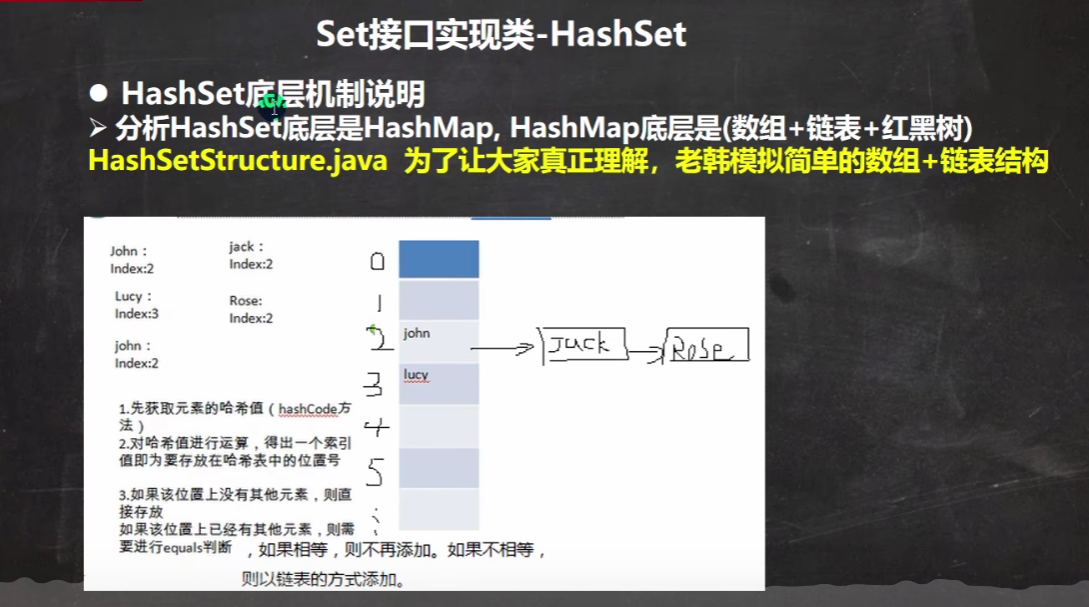 Set接口实现类-HashSet
● HashSet底层机制说明
➢ 分析HashSet底层是HashMap, HashMap底层是(数组+链表+红黑树)
HashSetStructure.java 为了让大家真正理解，老韩模拟简单的数组+链表结构
John：
Index:2
jack：
Index:2
Lucy：
Index:3
Rose:
Index:2
john：
Index:2
0
1
2
3
4
5
john
lucy
Jack
Rose
1.先获取元素的哈希值（hashCode方
法）
2.对哈希值进行运算，得出一个索引
值即为要存放在哈希表中的位置号
3.如果该位置上没有其他元素，则直
接存放
如果该位置上已经有其他元素，则需
要进行equals判断 ，如果相等，则不再添加。如果不相等，
则以链表的方式添加。